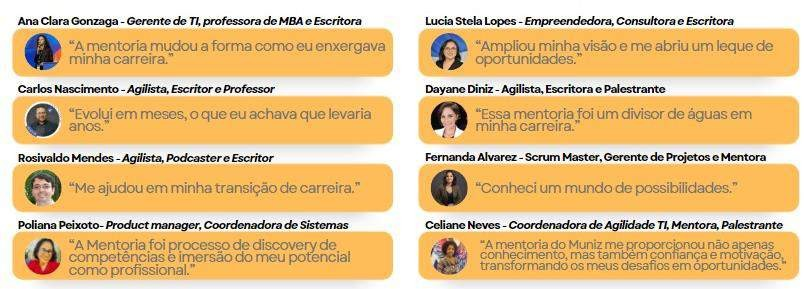 Ana Clara Gonzaga - Gerente de TI, professora de MBA e Escritora
“A mentoria mudou a forma como eu enxergava
minha carreira.”
Carlos Nascimento - Agilista, Escritor e Professor
“Evolui em meses, o que eu achava que levaria
anos.”
Rosivaldo Mendes - Agilista, Podcaster e Escritor
“Me ajudou em minha transição de carreira.”
Poliana Peixoto- Product manager, Coordenadora de Sistemas
“A Mentoria foi processo de discovery de
competências e imersão do meu potencial
como profissional.”
Lucia Stela Lopes - Empreendedora, Consultora e Escritora
“Ampliou minha visão e me abriu um leque de
oportunidades.”
Dayane Diniz - Agilista, Escritora e Palestrante
“Essa mentoria foi um divisor de águas em
minha carreira.”
Fernanda Alvarez - Scrum Master, Gerente de Projetos e Mentora
“Conheci um mundo de possibilidades.”
Celiane Neves - Coordenadora de Agilidade TI, Mentora, Palestrante
“A mentoria do Muniz me proporcionou não apenas
conhecimento, mas também confiança e motivação,
transformando os meus desafios em oportunidades.”